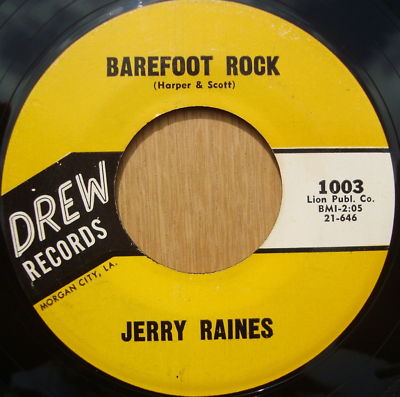 BAREFOOT ROCK
(Harper & Scott)
DREW
RECORDS
MORGAN CITY, LA.
1003
Lion Publ. Co.
BMI-2:05
21-646
JERRY RAINES